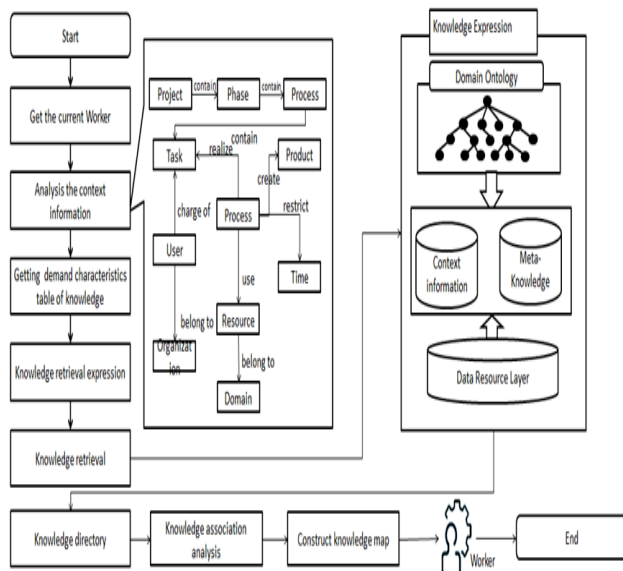 Start
Get the current Worker
Analysis the context
information
Getting demand characteristics
table of knowledge
Knowledge retrieval expression
Knowledge retrieval
Project
contain
Phase
contain
Process
contain
Task
realize
Product
create
charge of
Process
restrict
User
Time
use
belong to
Resource
Organizat
ion
belong to
Domain
Knowledge Expression
Domain Ontology
Context
information
Meta-
Knowledge
Data Resource Layer
Knowledge directory
Knowledge association
analysis
Construct knowledge map
Worker
End